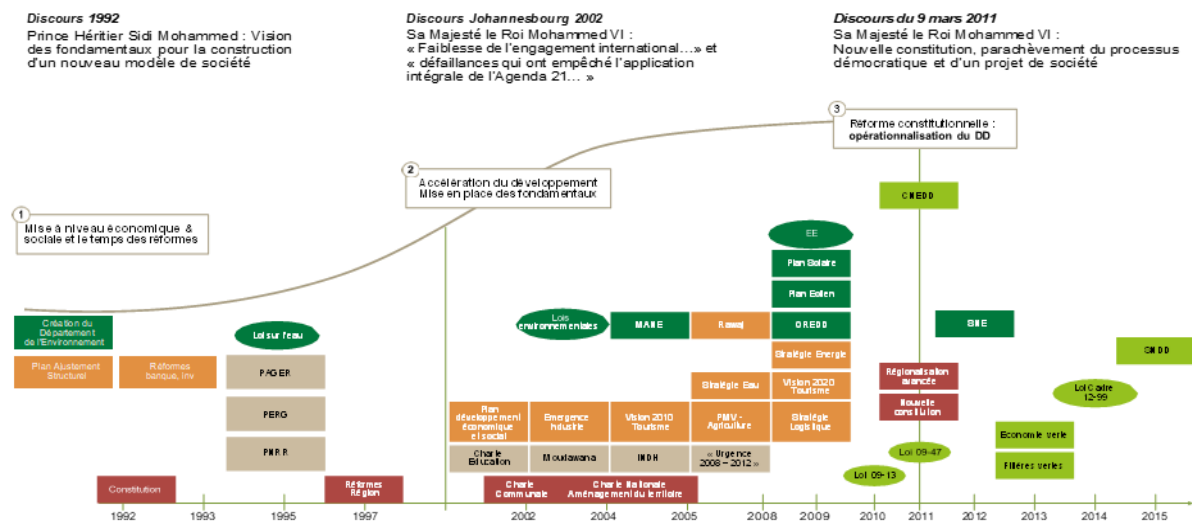 Discours 1992
Prince Héritier Sidi Mohammed : Vision
des fondamentaux pour la construction
d'un nouveau modèle de société
Discours Johannesbourg 2002
Sa Majesté le Roi Mohammed VI :
« Faiblesse de l'engagement international…» et
« défaillances qui ont empêché l'application
intégrale de l'Agenda 21… »
Discours du 9 mars 2011
Sa Majesté le Roi Mohammed VI :
Nouvelle constitution, parachèvement du processus
démocratique et d'un projet de société
3
Réforme constitutionnelle :
opérationnalisation du DD
2
Accélération du développement
Mise en place des fondamentaux
1
Mise à niveau économique &
sociale et le temps des réformes
CNEDD
EE
Plan Solaire
Plan Eolien
Création du
Département
de l'Environnement
Loi sur l'eau
Lois
environnementales
MANE
Rawaj
OREDD
SNE
SNDD
Plan Ajustement
Structurel
Réformes
banque, inv
PAGER
Stratégie Energie
Régionalisation
avancée
Stratégie Eau
Vision 2020
Tourisme
Loi Cadre
12-99
PERG
Plan
développement
économique
et social
Emergence
Industrie
Vision 2010
Tourisme
PMV -
Agriculture
Stratégie
Logistique
Nouvelle
constitution
Economie verte
PNRR
Charte
Education
Moudawana
INDH
« Urgence
2008 – 2012 »
Loi 09-47
Filières vertes
Loi 09-13
Constitution
Réformes
Région
Charte
Communale
Charte Nationale
Aménagement du territoire
1992
1993
1995
1997
2002
2004
2005
2008
2009
2010
2011
2012
2013
2014
2015